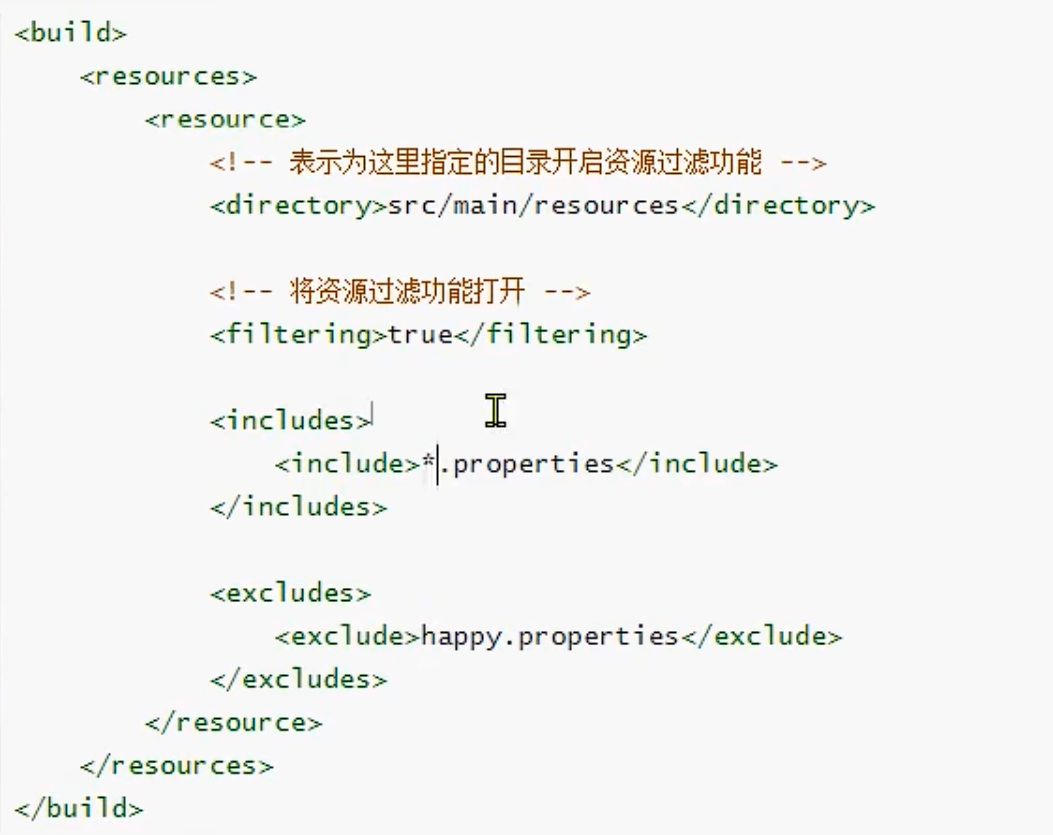 <build>
    <resources>
        <resource>
            <!-- 表示为这里指定的目录开启资源过滤功能 -->
            <directory>src/main/resources</directory>

            <!-- 将资源过滤功能打开 -->
            <filtering>true</filtering>

            <includes>
                <include>*.properties</include>
            </includes>

            <excludes>
                <exclude>happy.properties</exclude>
            </excludes>
        </resource>
    </resources>
</build>